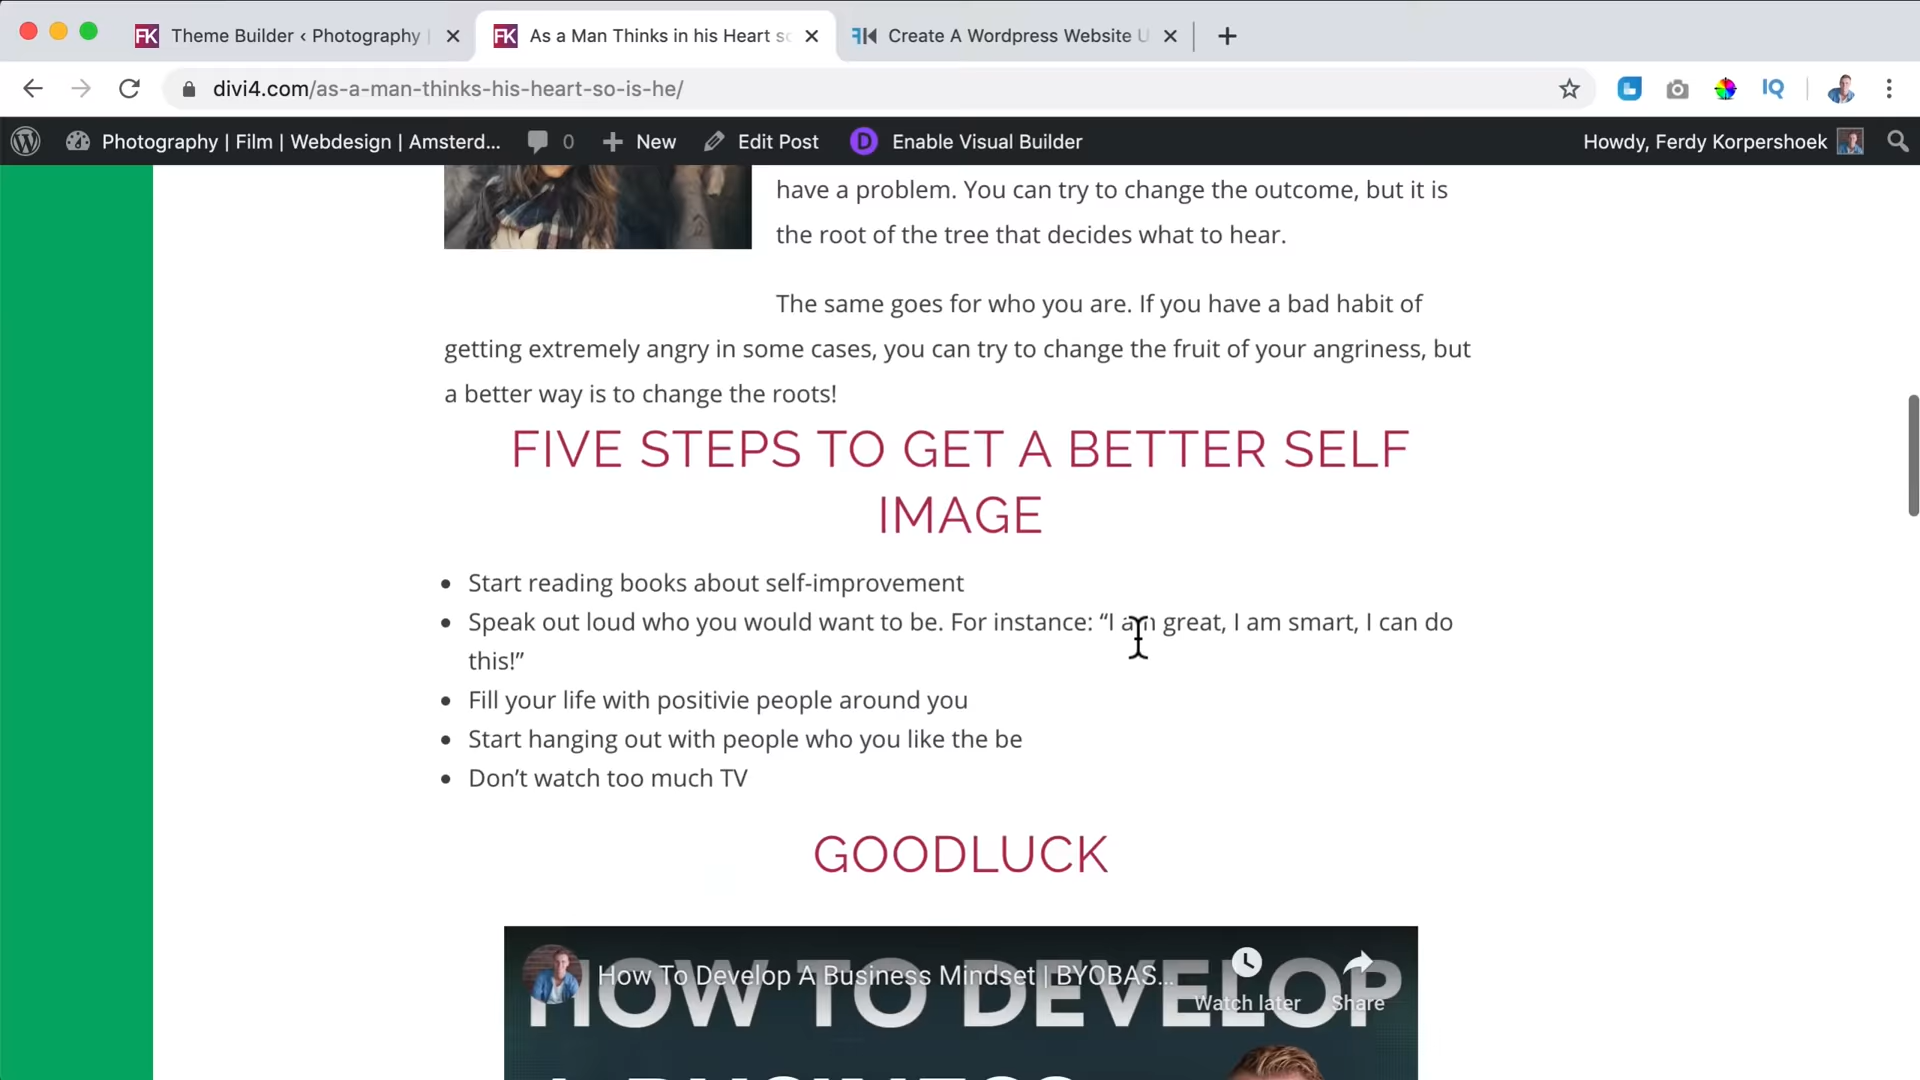 FK Theme Builder ‹ Photography
FK As a Man Thinks in his Heart s
FK Create A Wordpress Website U
divi4.com/as-a-man-thinks-his-heart-so-is-he/
IQ
Photography | Film | Webdesign | Amsterd... 0 New Edit Post D Enable Visual Builder Howdy, Ferdy Korpershoek
have a problem. You can try to change the outcome, but it is
the root of the tree that decides what to hear.
The same goes for who you are. If you have a bad habit of
getting extremely angry in some cases, you can try to change the fruit of your angriness, but
a better way is to change the roots!
FIVE STEPS TO GET A BETTER SELF
IMAGE
• Start reading books about self-improvement
• Speak out loud who you would want to be. For instance: “I am great, I am smart, I can do
this!”
• Fill your life with positivie people around you
• Start hanging out with people who you like the be
• Don’t watch too much TV
GOODLUCK
How To Develop A Business Mindset | BYOBAS...
Watch later Share
HOW TO DEVELOP